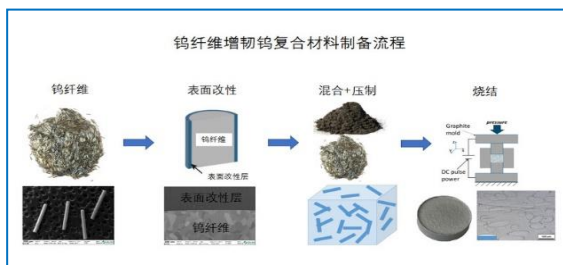 钨纤维增韧钨复合材料制备流程
钨纤维
表面改性
混合+压制
烧结
钨纤维
表面改性层
表面改性层
钨纤维
pressure
Graphite
mold
DC pulse
power